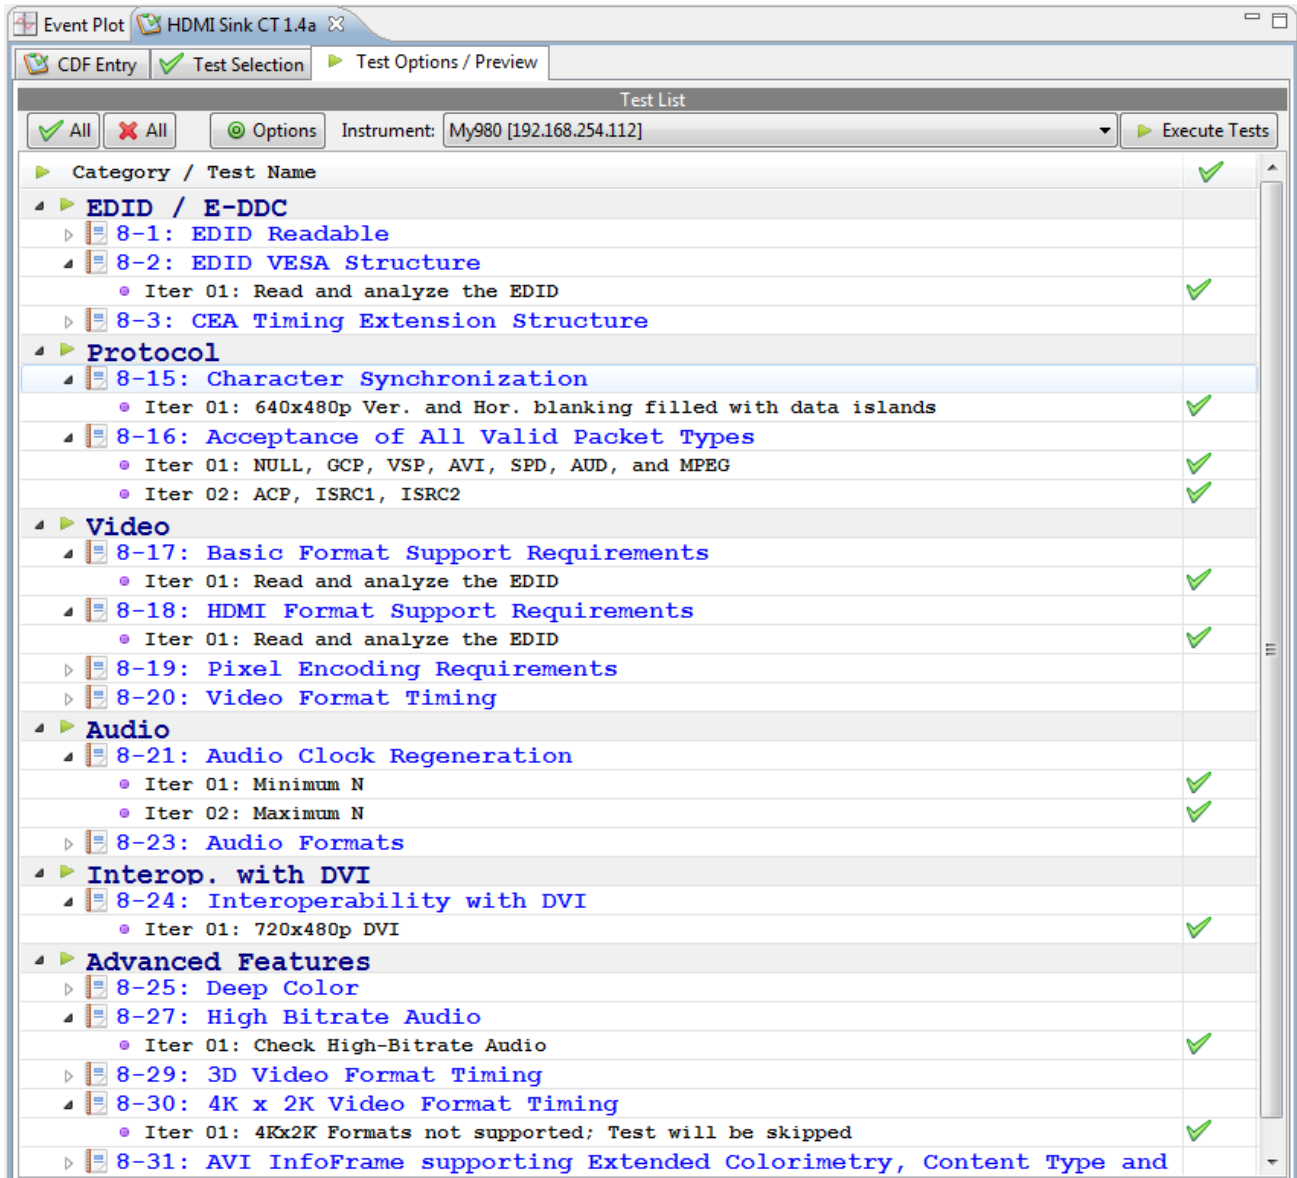 Event Plot HDMI Sink CT 1.4a
CDF Entry Test Selection Test Options / Preview
Test List
All All Options Instrument: My980 [192.168.254.112] Execute Tests
Category / Test Name
EDID / E-DDC
8-1: EDID Readable
8-2: EDID VESA Structure
Iter 01: Read and analyze the EDID
8-3: CEA Timing Extension Structure
Protocol
8-15: Character Synchronization
Iter 01: 640x480p Ver. and Hor. blanking filled with data islands
8-16: Acceptance of All Valid Packet Types
Iter 01: NULL, GCP, VSP, AVI, SPD, AUD, and MPEG
Iter 02: ACP, ISRC1, ISRC2
Video
8-17: Basic Format Support Requirements
Iter 01: Read and analyze the EDID
8-18: HDMI Format Support Requirements
Iter 01: Read and analyze the EDID
8-19: Pixel Encoding Requirements
8-20: Video Format Timing
Audio
8-21: Audio Clock Regeneration
Iter 01: Minimum N
Iter 02: Maximum N
8-23: Audio Formats
Interop. with DVI
8-24: Interoperability with DVI
Iter 01: 720x480p DVI
Advanced Features
8-25: Deep Color
8-27: High Bitrate Audio
Iter 01: Check High-Bitrate Audio
8-29: 3D Video Format Timing
8-30: 4K x 2K Video Format Timing
Iter 01: 4Kx2K Formats not supported; Test will be skipped
8-31: AVI InfoFrame supporting Extended Colorimetry, Content Type and